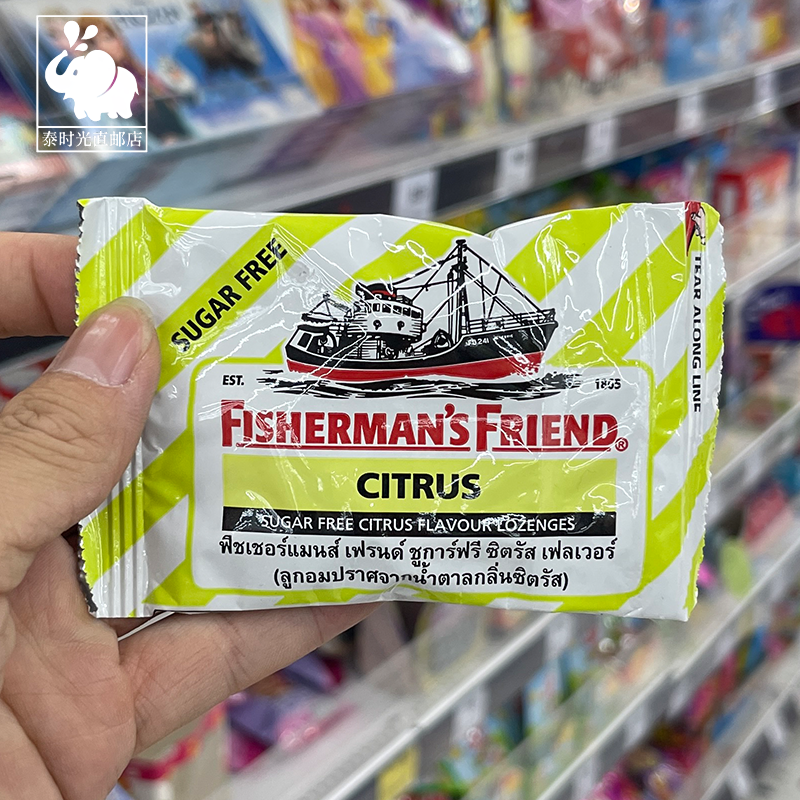 泰时光直邮店
SUGAR FREE
TEAR ALONG LINE
EST.
1865
FISHERMAN'S FRIEND®
CITRUS
SUGAR FREE CITRUS FLAVOUR LOZENGES
ฟิชเชอร์แมนส์ เฟรนด์ ชูการ์ฟรี ซิตรัส เฟลเวอร์
(ลูกอมปราศจากน้ำตาลกลิ่นซิตรัส)